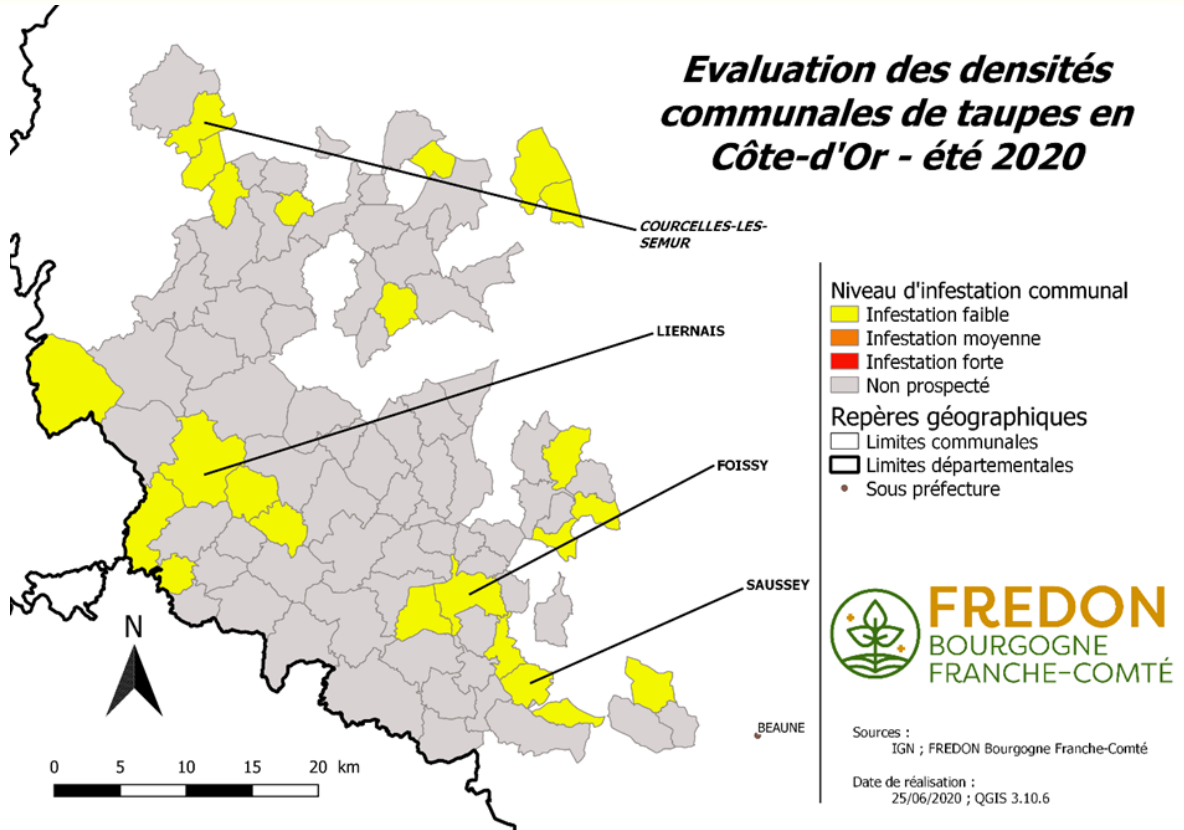 Evaluation des densités
communales de taupes en
Côte-d'Or - été 2020
COURCELLES-LES-
SEMUR
LIERNAIS
FOISSY
SAUSSEY
BEAUNE
N
0 5 10 15 20 km
Niveau d'infestation communal
Infestation faible
Infestation moyenne
Infestation forte
Non prospecté
Repères géographiques
Limites communales
Limites départementales
Sous préfecture
FREDON
BOURGOGNE
FRANCHE-COMTÉ
Sources :
IGN ; FREDON Bourgogne Franche-Comté
Date de réalisation :
25/06/2020 ; QGIS 3.10.6